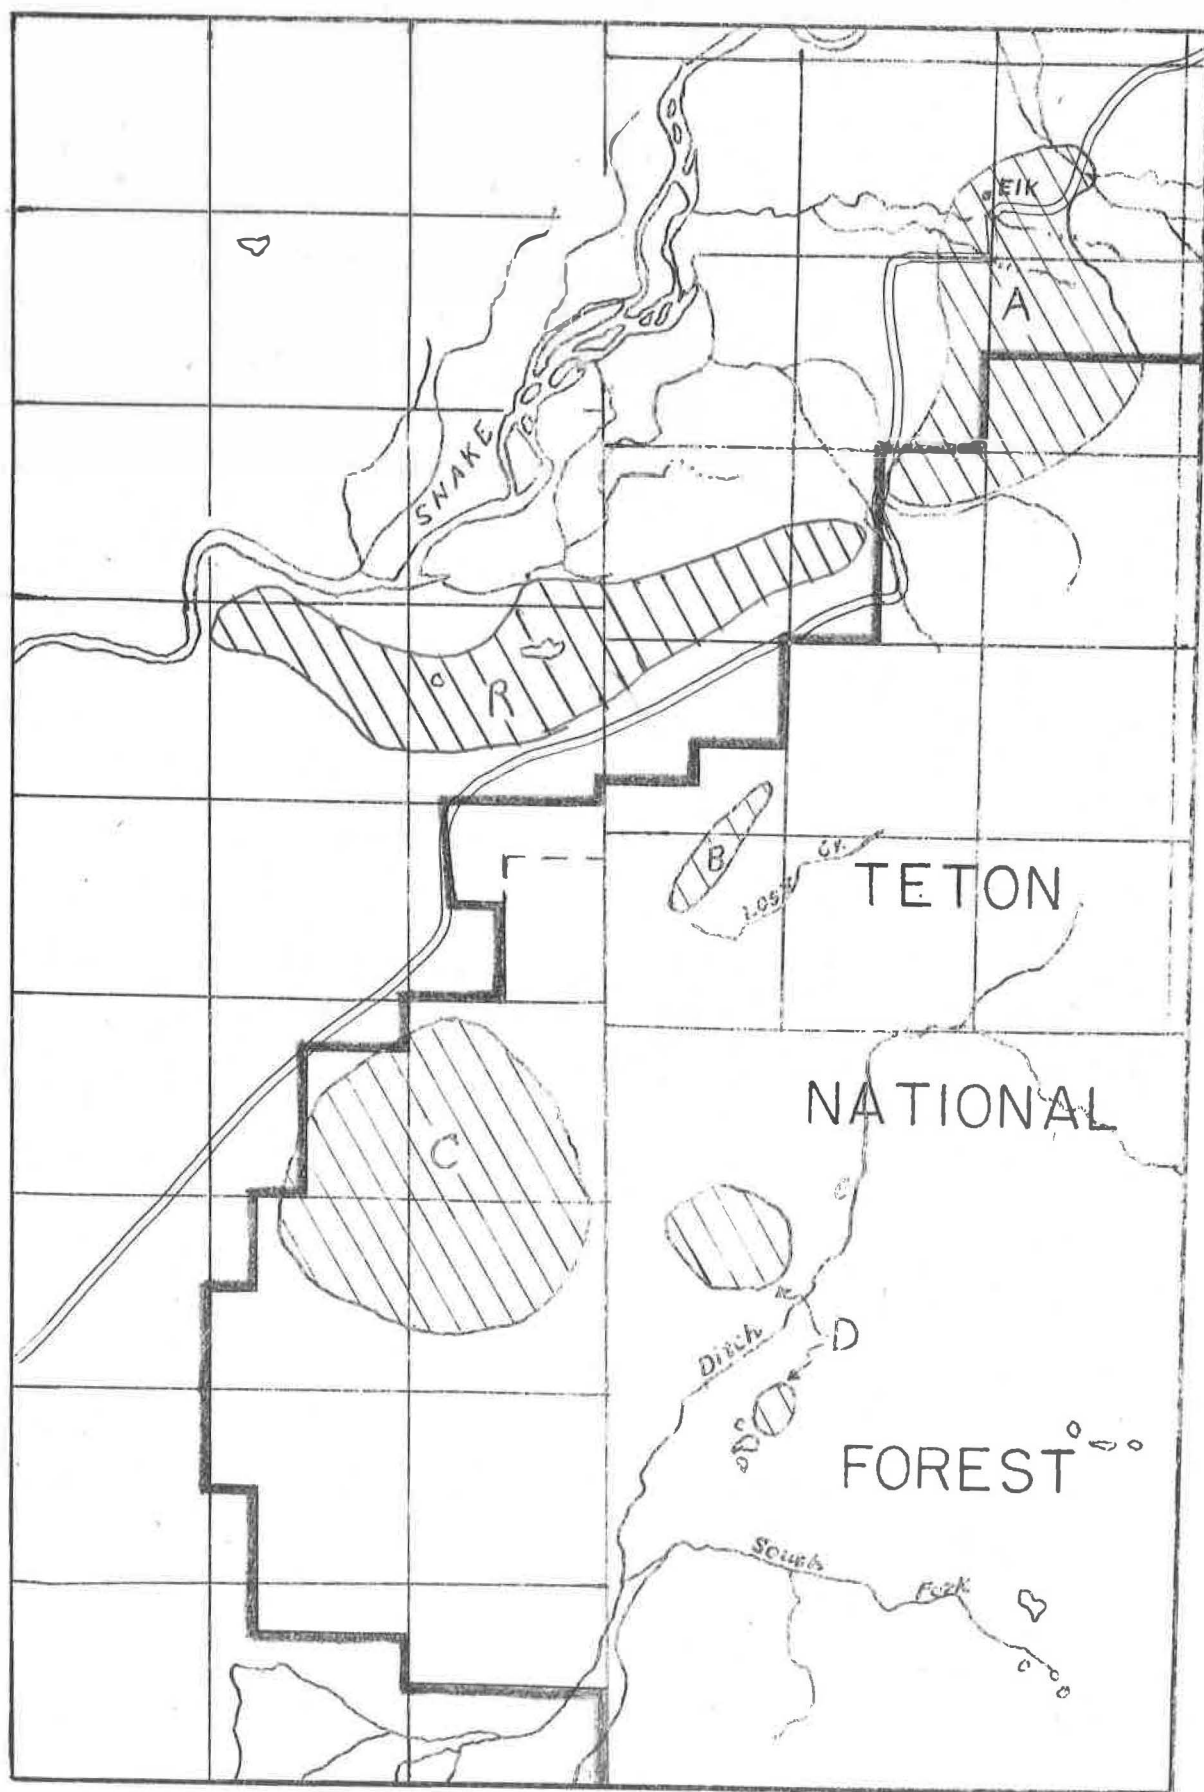 Elk
A
SNAKE
R
B
Lost Cr.
TETON
NATIONAL
C
Ditch
D
FOREST
South
Fork